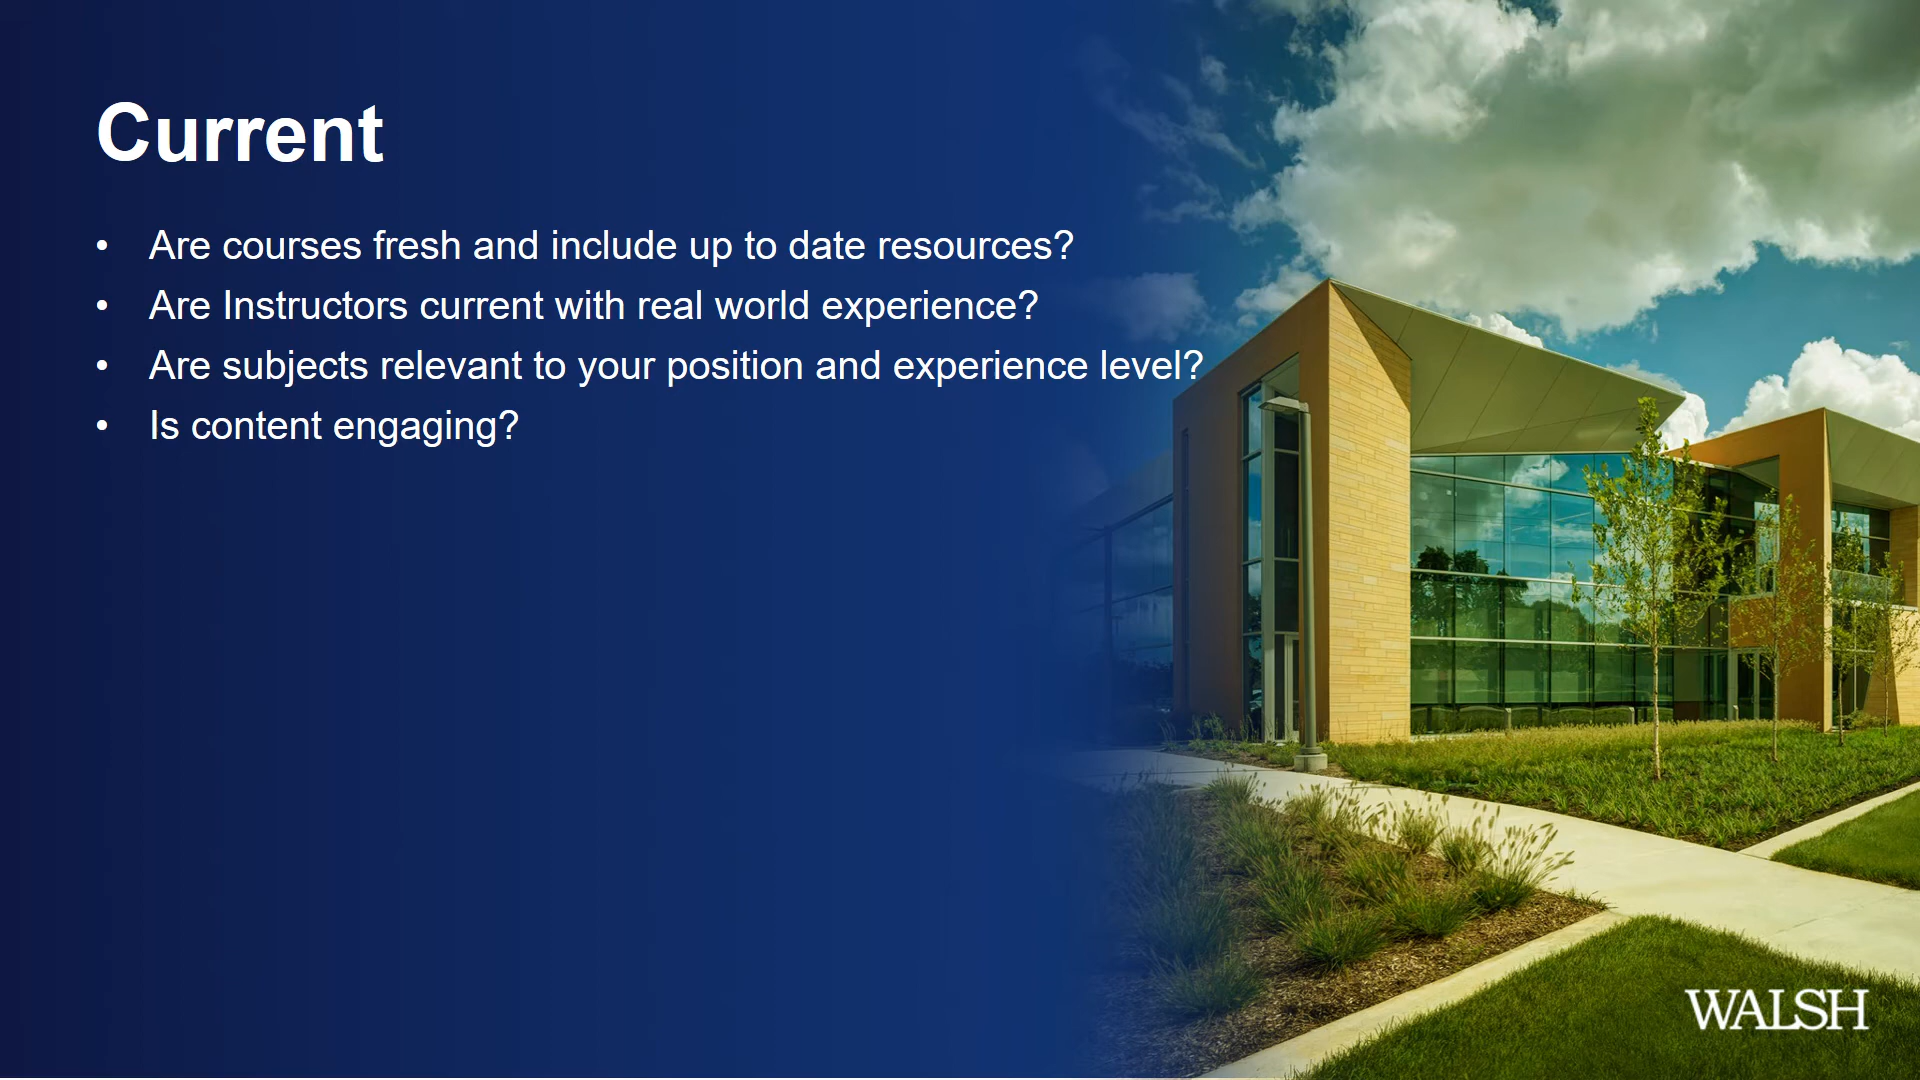 Current
• Are courses fresh and include up to date resources?
• Are Instructors current with real world experience?
• Are subjects relevant to your position and experience level?
• Is content engaging?
WALSH